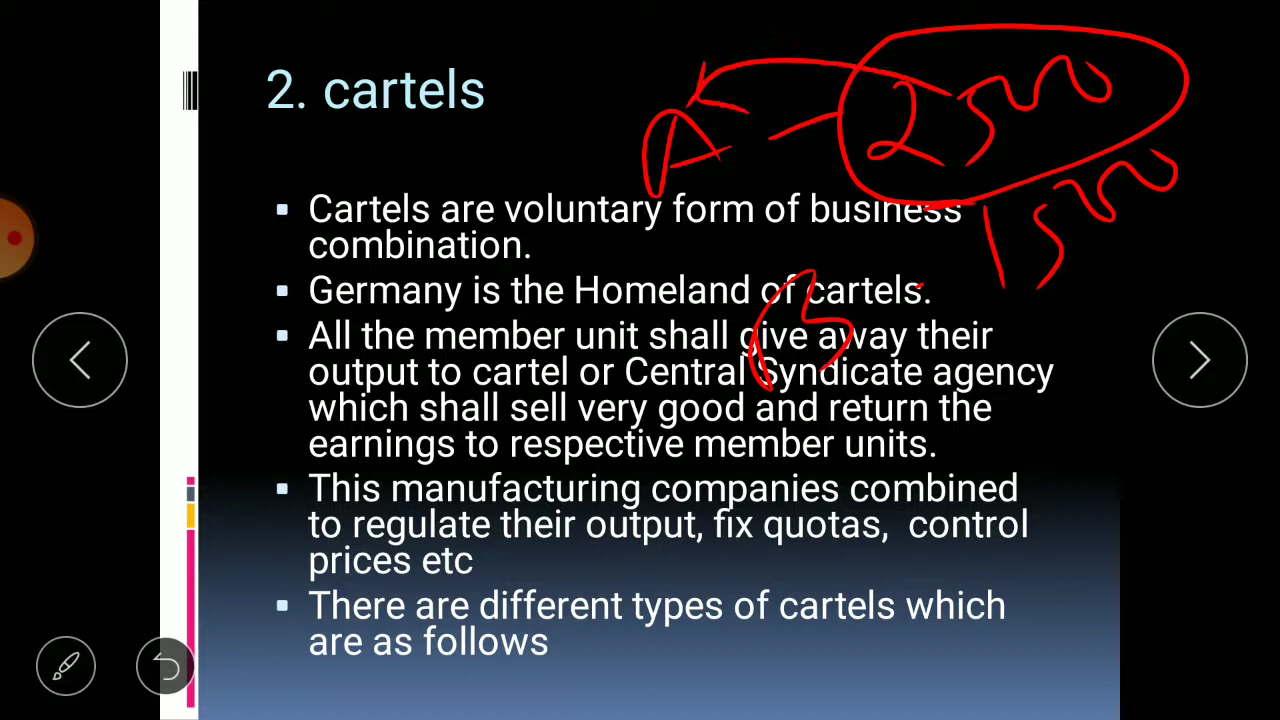 2. cartels
A - 2500
1500
▪ Cartels are voluntary form of business
combination.
▪ Germany is the Homeland of cartels.
▪ All the member unit shall give away their
output to cartel or Central Syndicate agency
which shall sell very good and return the
earnings to respective member units.
▪ This manufacturing companies combined
to regulate their output, fix quotas, control
prices etc
▪ There are different types of cartels which
are as follows